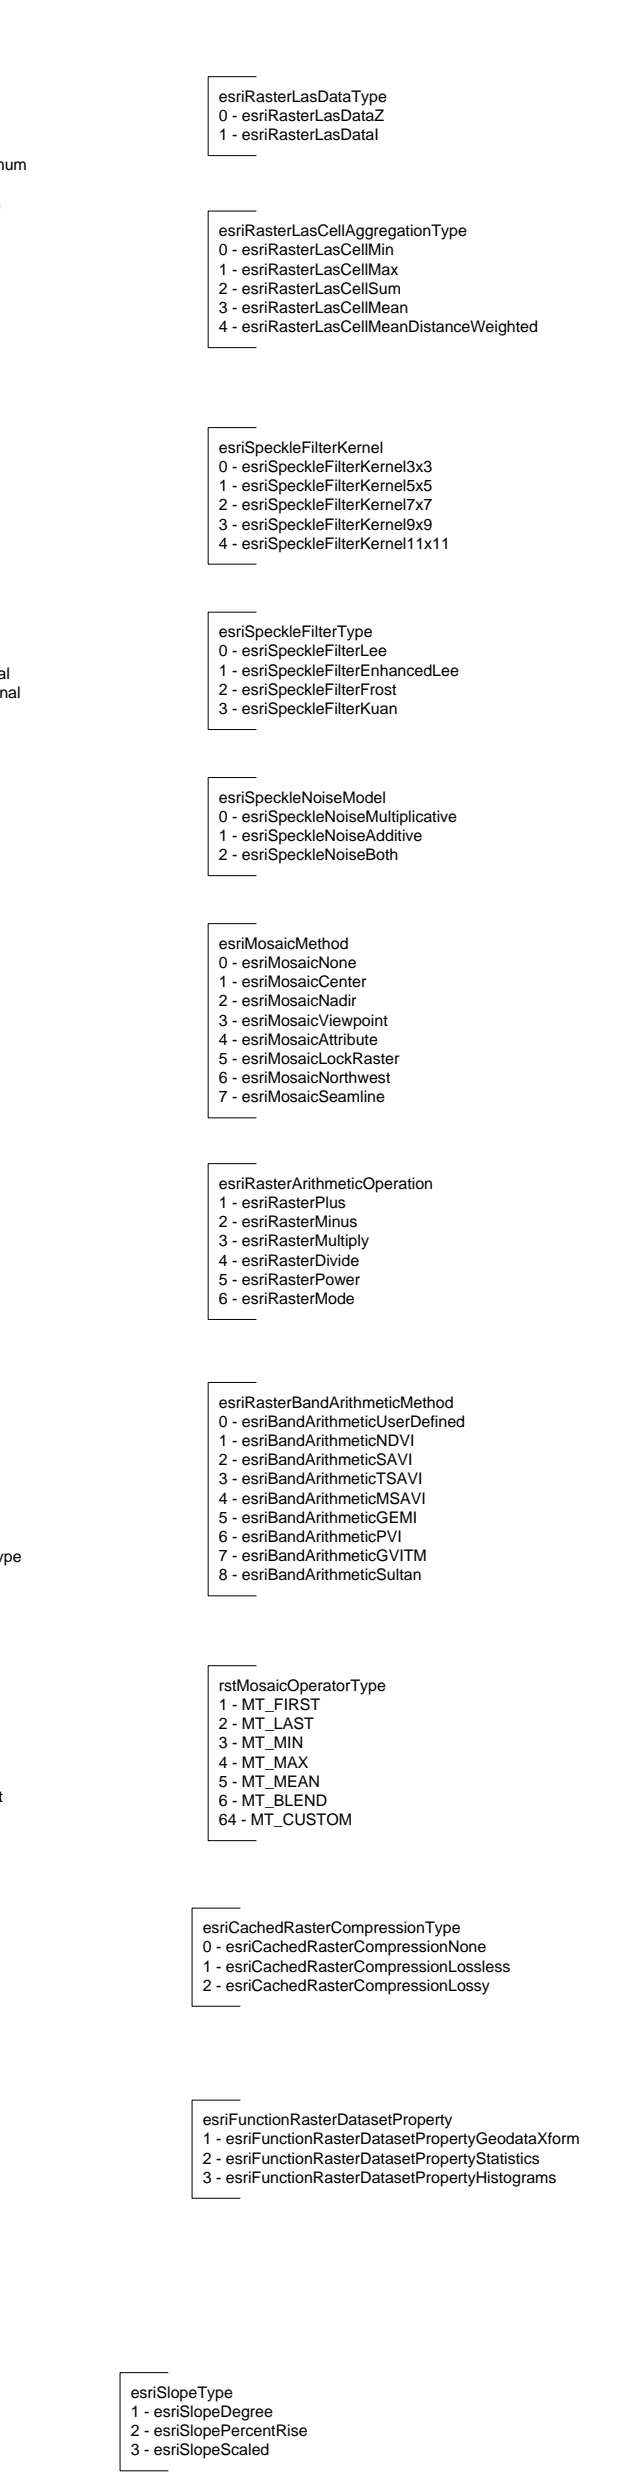 esriRasterLasDataType
0 - esriRasterLasDataZ
1 - esriRasterLasDataI
esriRasterLasCellAggregationType
0 - esriRasterLasCellMin
1 - esriRasterLasCellMax
2 - esriRasterLasCellSum
3 - esriRasterLasCellMean
4 - esriRasterLasCellMeanDistanceWeighted
esriSpeckleFilterKernel
0 - esriSpeckleFilterKernel3x3
1 - esriSpeckleFilterKernel5x5
2 - esriSpeckleFilterKernel7x7
3 - esriSpeckleFilterKernel9x9
4 - esriSpeckleFilterKernel11x11
esriSpeckleFilterType
0 - esriSpeckleFilterLee
1 - esriSpeckleFilterEnhancedLee
2 - esriSpeckleFilterFrost
3 - esriSpeckleFilterKuan
esriSpeckleNoiseModel
0 - esriSpeckleNoiseMultiplicative
1 - esriSpeckleNoiseAdditive
2 - esriSpeckleNoiseBoth
esriMosaicMethod
0 - esriMosaicNone
1 - esriMosaicCenter
2 - esriMosaicNadir
3 - esriMosaicViewpoint
4 - esriMosaicAttribute
5 - esriMosaicLockRaster
6 - esriMosaicNorthwest
7 - esriMosaicSeamline
esriRasterArithmeticOperation
1 - esriRasterPlus
2 - esriRasterMinus
3 - esriRasterMultiply
4 - esriRasterDivide
5 - esriRasterPower
6 - esriRasterMode
esriRasterBandArithmeticMethod
0 - esriBandArithmeticUserDefined
1 - esriBandArithmeticNDVI
2 - esriBandArithmeticSAVI
3 - esriBandArithmeticTSAVI
4 - esriBandArithmeticMSAVI
5 - esriBandArithmeticGEMI
6 - esriBandArithmeticPVI
7 - esriBandArithmeticGVITM
8 - esriBandArithmeticSultan
rstMosaicOperatorType
1 - MT_FIRST
2 - MT_LAST
3 - MT_MIN
4 - MT_MAX
5 - MT_MEAN
6 - MT_BLEND
64 - MT_CUSTOM
esriCachedRasterCompressionType
0 - esriCachedRasterCompressionNone
1 - esriCachedRasterCompressionLossless
2 - esriCachedRasterCompressionLossy
esriFunctionRasterDatasetProperty
1 - esriFunctionRasterDatasetPropertyGeodataXform
2 - esriFunctionRasterDatasetPropertyStatistics
3 - esriFunctionRasterDatasetPropertyHistograms
esriSlopeType
1 - esriSlopeDegree
2 - esriSlopePercentRise
3 - esriSlopeScaled